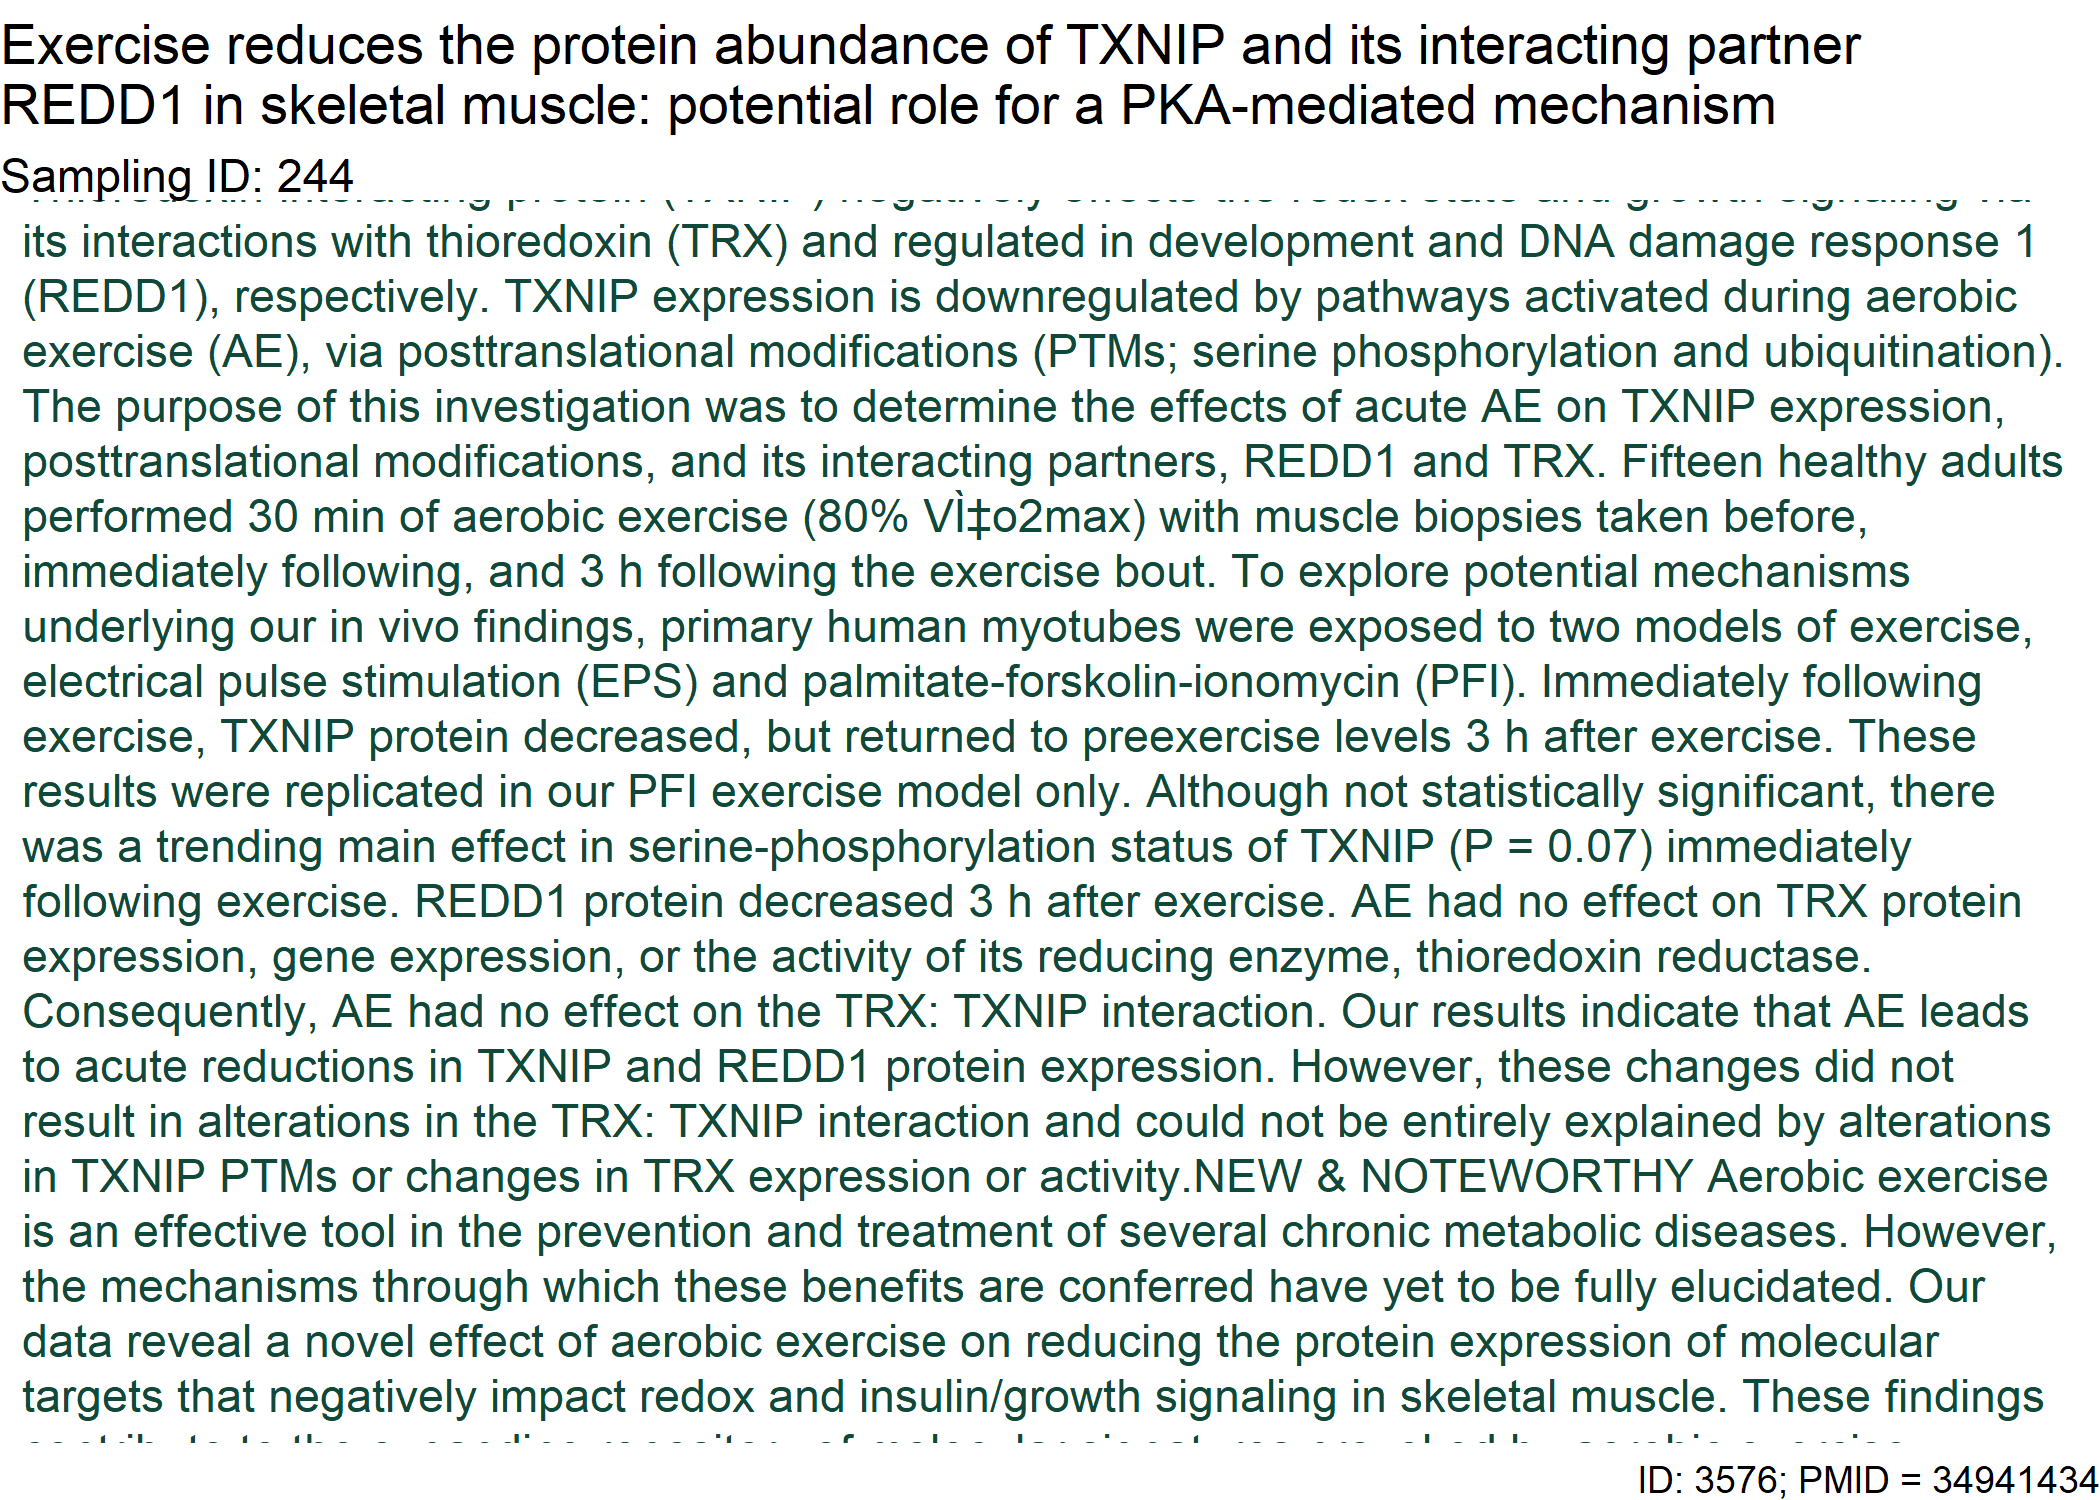 Exercise reduces the protein abundance of TXNIP and its interacting partner
REDD1 in skeletal muscle: potential role for a PKA-mediated mechanism
Sampling ID: 244
Thioredoxin interacting protein (TXNIP) negatively effects the redox state and growth signaling via
its interactions with thioredoxin (TRX) and regulated in development and DNA damage response 1
(REDD1), respectively. TXNIP expression is downregulated by pathways activated during aerobic
exercise (AE), via posttranslational modifications (PTMs; serine phosphorylation and ubiquitination).
The purpose of this investigation was to determine the effects of acute AE on TXNIP expression,
posttranslational modifications, and its interacting partners, REDD1 and TRX. Fifteen healthy adults
performed 30 min of aerobic exercise (80% VÌ‡o2max) with muscle biopsies taken before,
immediately following, and 3 h following the exercise bout. To explore potential mechanisms
underlying our in vivo findings, primary human myotubes were exposed to two models of exercise,
electrical pulse stimulation (EPS) and palmitate-forskolin-ionomycin (PFI). Immediately following
exercise, TXNIP protein decreased, but returned to preexercise levels 3 h after exercise. These
results were replicated in our PFI exercise model only. Although not statistically significant, there
was a trending main effect in serine-phosphorylation status of TXNIP (P = 0.07) immediately
following exercise. REDD1 protein decreased 3 h after exercise. AE had no effect on TRX protein
expression, gene expression, or the activity of its reducing enzyme, thioredoxin reductase.
Consequently, AE had no effect on the TRX: TXNIP interaction. Our results indicate that AE leads
to acute reductions in TXNIP and REDD1 protein expression. However, these changes did not
result in alterations in the TRX: TXNIP interaction and could not be entirely explained by alterations
in TXNIP PTMs or changes in TRX expression or activity.NEW & NOTEWORTHY Aerobic exercise
is an effective tool in the prevention and treatment of several chronic metabolic diseases. However,
the mechanisms through which these benefits are conferred have yet to be fully elucidated. Our
data reveal a novel effect of aerobic exercise on reducing the protein expression of molecular
targets that negatively impact redox and insulin/growth signaling in skeletal muscle. These findings
ID: 3576; PMID = 34941434